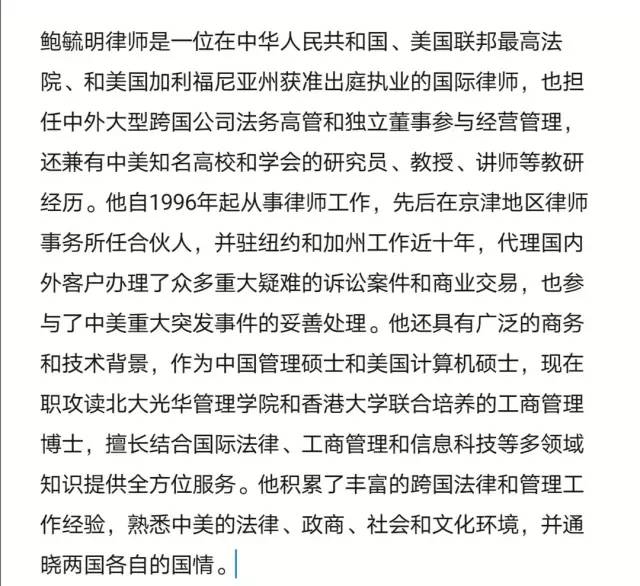 鲍毓明律师是一位在中华人民共和国、美国联邦最高法
院、和美国加利福尼亚州获准出庭执业的国际律师，也担
任中外大型跨国公司法务高管和独立董事参与经营管理，
还兼有中美知名高校和学会的研究员、教授、讲师等教研
经历。他自1996年起从事律师工作，先后在京津地区律师
事务所任合伙人，并驻纽约和加州工作近十年，代理国内
外客户办理了众多重大疑难的诉讼案件和商业交易，也参
与了中美重大突发事件的妥善处理。他还具有广泛的商务
和技术背景，作为中国管理硕士和美国计算机硕士，现在
职攻读北大光华管理学院和香港大学联合培养的工商管理
博士，擅长结合国际法律、工商管理和信息科技等多领域
知识提供全方位服务。他积累了丰富的跨国法律和管理工
作经验，熟悉中美的法律、政商、社会和文化环境，并通
晓两国各自的国情。